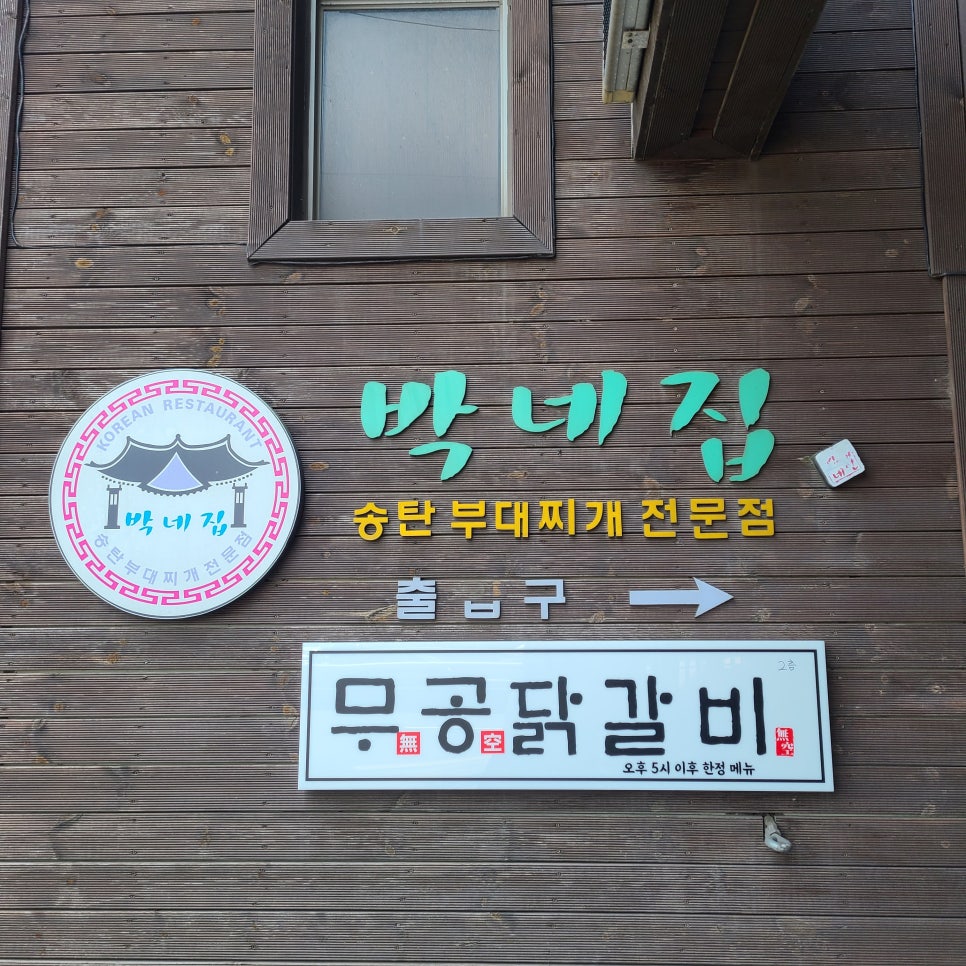 KOREAN RESTAURANT
박네집
송탄부대찌개전문점
박네집
송탄 부대찌개 전문점
출입구
2층
무공닭갈비
無 空
無空
오후 5시 이후 한정 메뉴